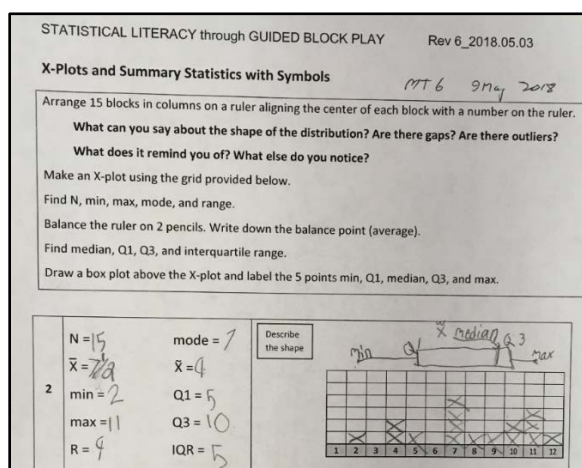 STATISTICAL LITERACY through GUIDED BLOCK PLAY Rev 6_2018.05.03
X-Plots and Summary Statistics with Symbols
MT 6 9 May 2018
Arrange 15 blocks in columns on a ruler aligning the center of each block with a number on the ruler.
What can you say about the shape of the distribution? Are there gaps? Are there outliers?
What does it remind you of? What else do you notice?
Make an X-plot using the grid provided below.
Find N, min, max, mode, and range.
Balance the ruler on 2 pencils. Write down the balance point (average).
Find median, Q1, Q3, and interquartile range.
Draw a box plot above the X-plot and label the 5 points min, Q1, median, Q3, and max.
N = 15 mode = 7 Describe
the shape
X̄ = 7½ X̃ = 
2 min = 2 Q1 = 5
max = 11 Q3 = 10
R = 9 IQR = 5
min X̃ median Q3 max
1 2 3 4 5 6 7 8 9 10 11 12